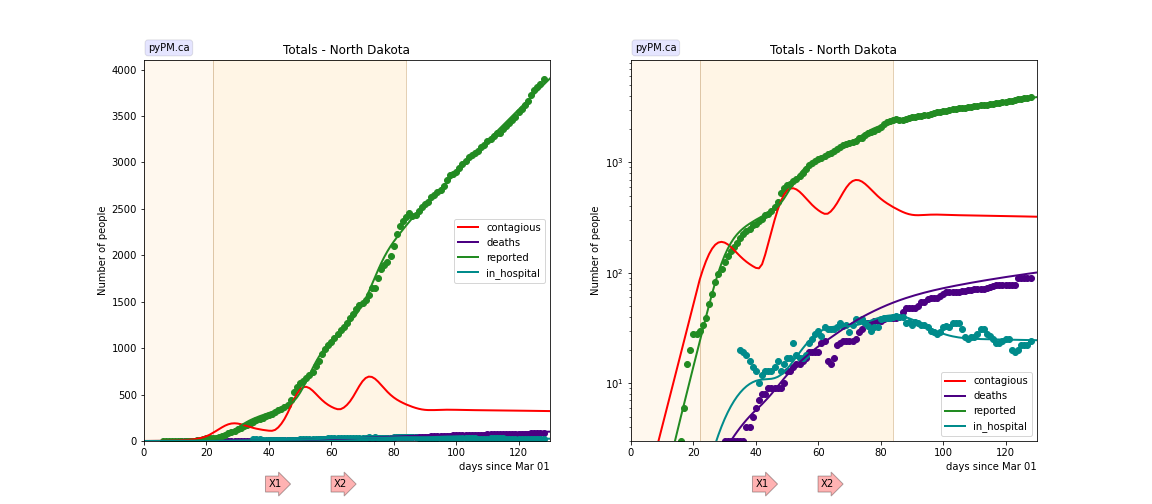 pyPM.ca
Totals - North Dakota
Number of people
4000
3500
3000
2500
2000
1500
1000
500
0
contagious
deaths
reported
in_hospital
0 20 40 60 80 100 120
days since Mar 01
X1 X2
pyPM.ca
Totals - North Dakota
Number of people
10³
10²
10¹
contagious
deaths
reported
in_hospital
0 20 40 60 80 100 120
days since Mar 01
X1 X2